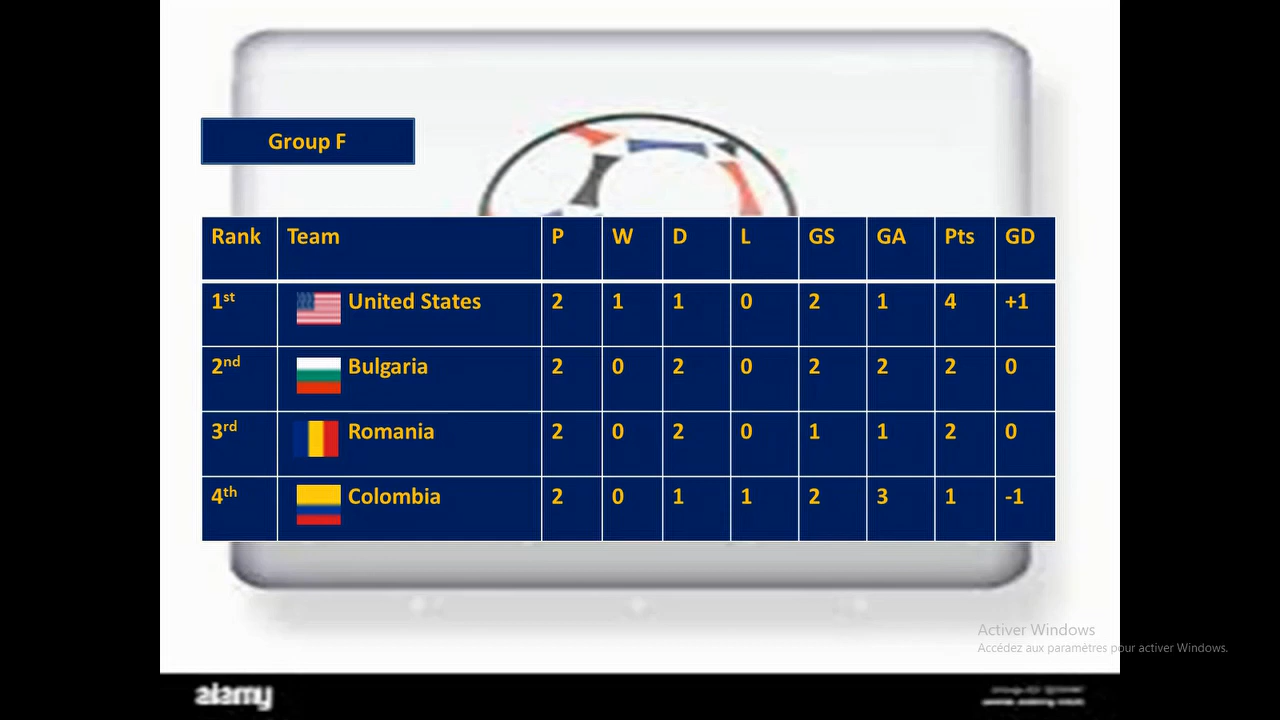 Group F
Rank Team P W D L GS GA Pts GD
1st United States 2 1 1 0 2 1 4 +1
2nd Bulgaria 2 0 2 0 2 2 2 0
3rd Romania 2 0 2 0 1 1 2 0
4th Colombia 2 0 1 1 2 3 1 -1
Activer Windows
Accédez aux paramètres pour activer Windows.
alamy